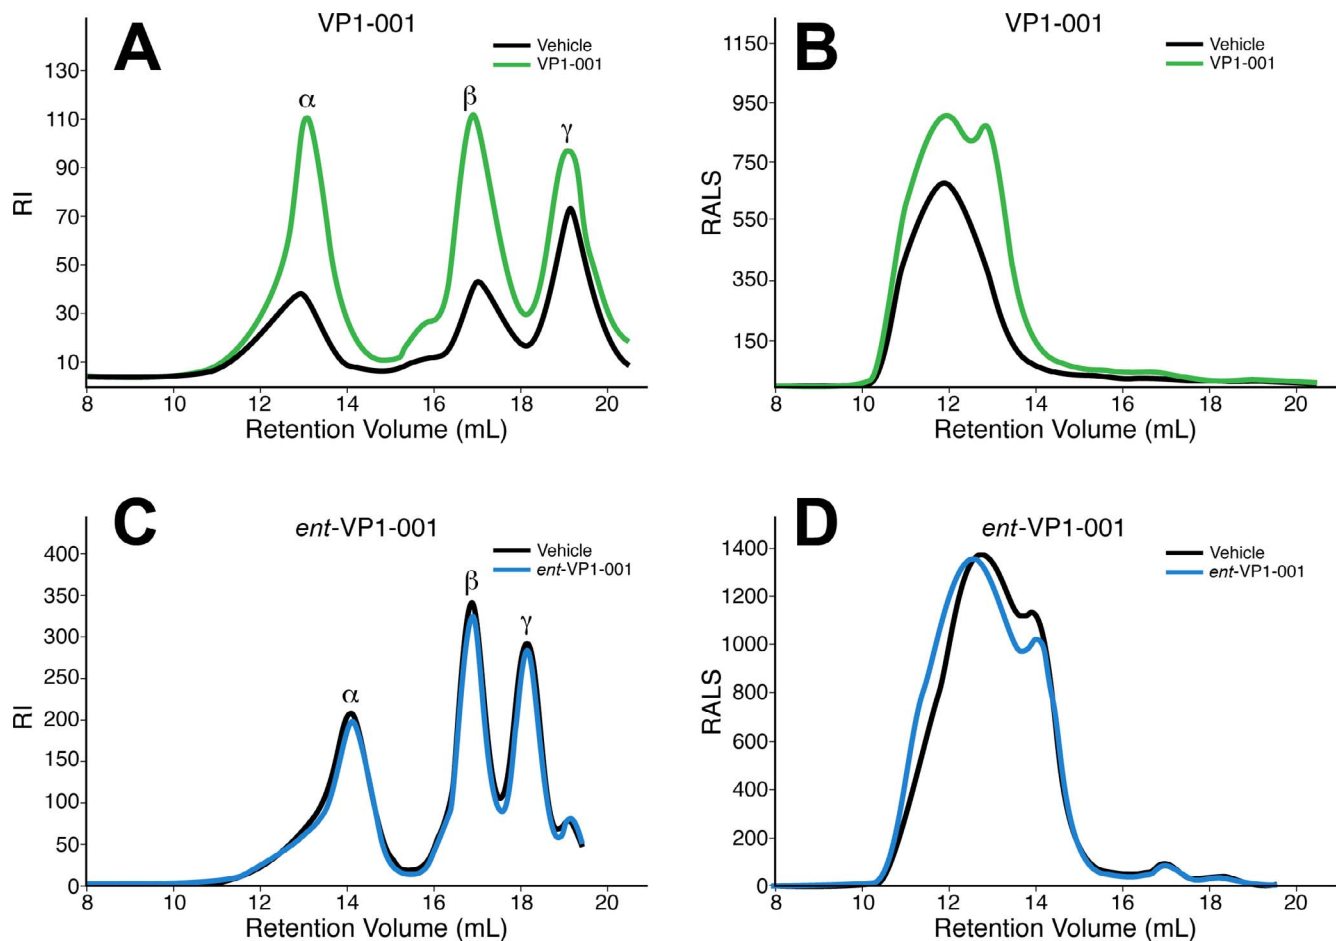 A
VP1-001
Vehicle
VP1-001
α
β
γ
130
110
90
70
50
30
10
RI
8 10 12 14 16 18 20
Retention Volume (mL)
B
VP1-001
Vehicle
VP1-001
1150
950
750
550
350
150
RALS
8 10 12 14 16 18 20
Retention Volume (mL)
C
ent-VP1-001
Vehicle
ent-VP1-001
α
β
γ
400
350
300
250
200
150
100
50
0
RI
8 10 12 14 16 18 20
Retention Volume (mL)
D
ent-VP1-001
Vehicle
ent-VP1-001
1400
1200
1000
800
600
400
200
0
RALS
8 10 12 14 16 18 20
Retention Volume (mL)